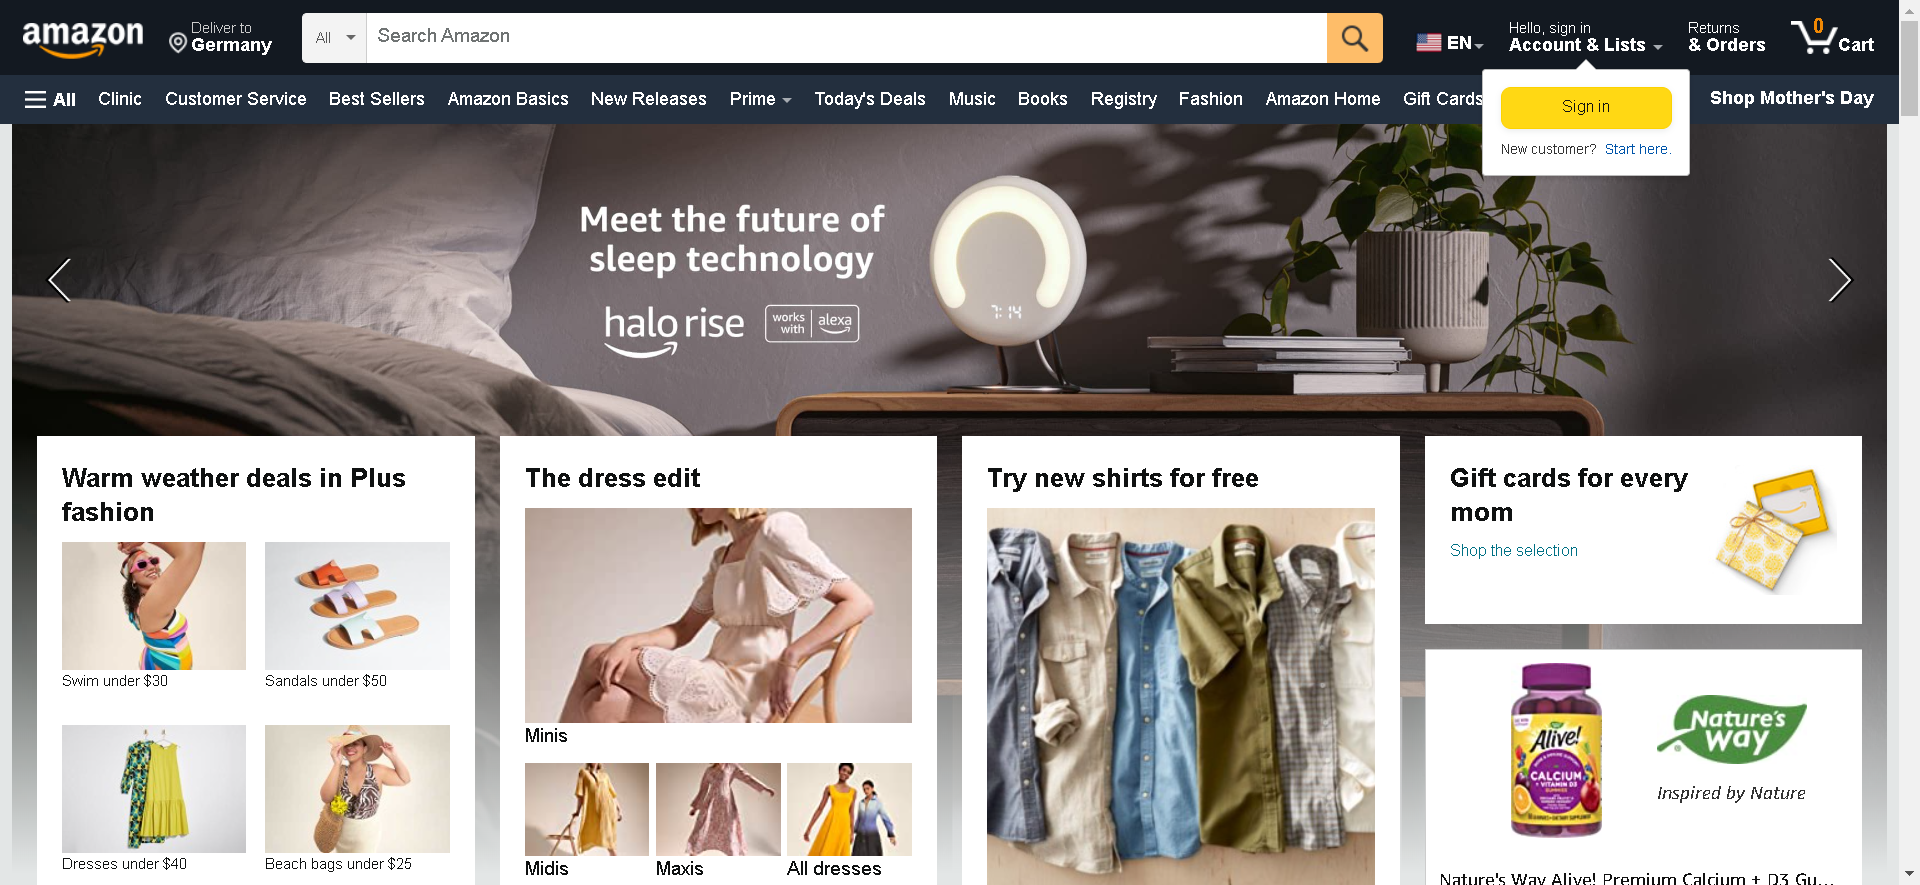 amazon
Deliver to
Germany
All
Search Amazon
EN
Hello, sign in
Account & Lists
Returns
& Orders
0
Cart
All
Clinic
Customer Service
Best Sellers
Amazon Basics
New Releases
Prime
Today's Deals
Music
Books
Registry
Fashion
Amazon Home
Gift Cards
Shop Mother's Day
Sign in
New customer? Start here.
Meet the future of
sleep technology
halo rise
works with alexa
7:14
Warm weather deals in Plus
fashion
Swim under $30
Sandals under $50
Dresses under $40
Beach bags under $25
The dress edit
Minis
Midis
Maxis
All dresses
Try new shirts for free
Gift cards for every
mom
Shop the selection
Alive!
CALCIUM
+ VITAMIN D3
GUMMIES
Nature's
Way
Inspired by Nature
Nature's Way Alive! Premium Calcium + D3 Gu...